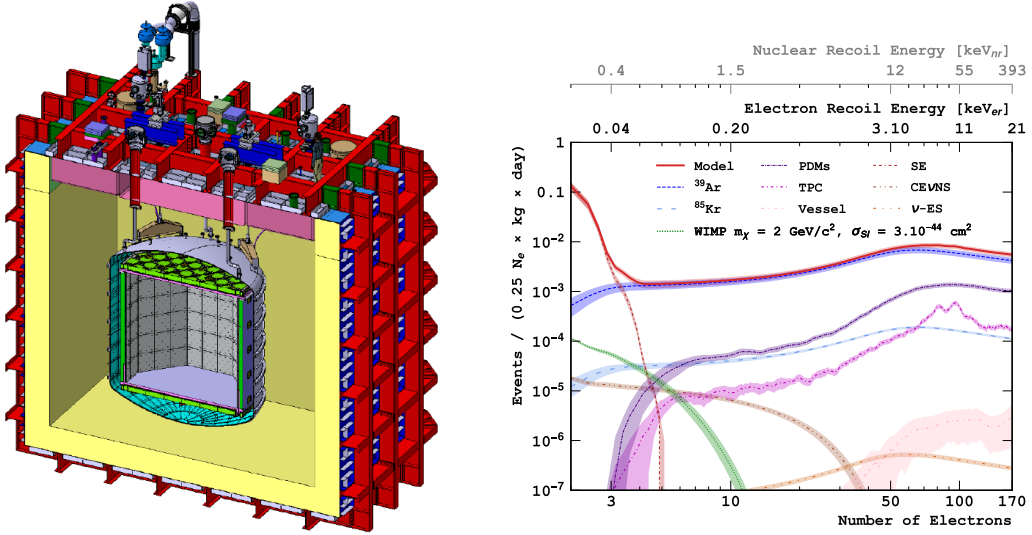 Nuclear Recoil Energy [keVnr]
0.4 1.5 12 55 393
Electron Recoil Energy [keVer]
0.04 0.20 3.10 11 21
1
0.1
10⁻²
10⁻³
10⁻⁴
10⁻⁵
10⁻⁶
10⁻⁷
Events / (0.25 Ne × kg × day)
Model PDMs SE
³⁹Ar TPC CEνNS
⁸⁵Kr Vessel ν-ES
WIMP mχ = 2 GeV/c², σSI = 3.10⁻⁴⁴ cm²
3 10 50 100 170
Number of Electrons